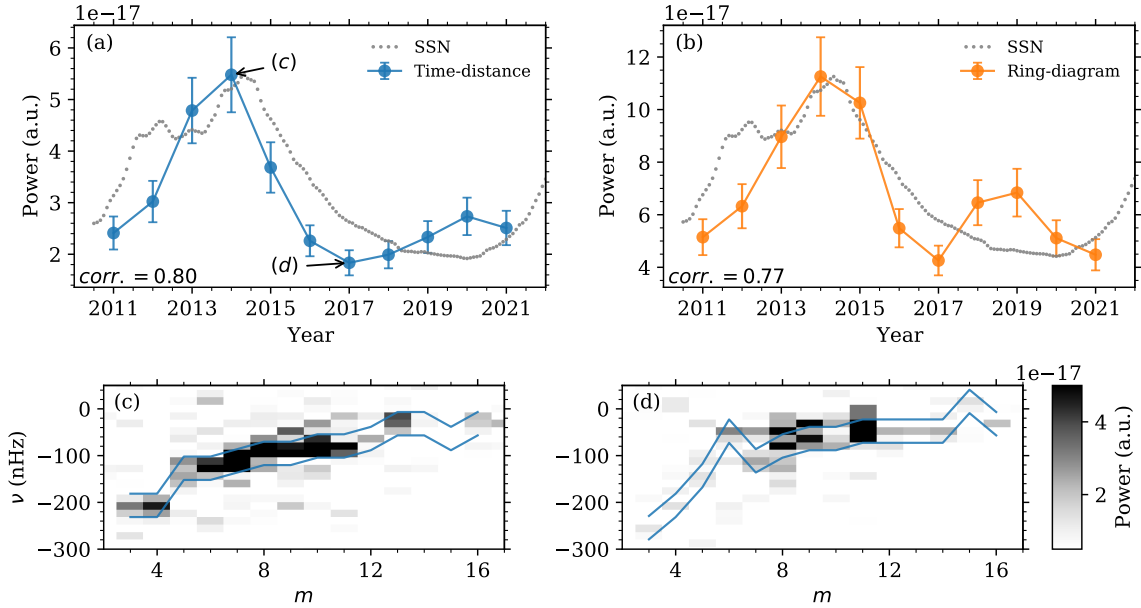 1e−17
1e−17
(a)
SSN
Time-distance
(c)
(d)
corr. = 0.80
Power (a.u.)
6
5
4
3
2
2011 2013 2015 2017 2019 2021
Year
(b)
SSN
Ring-diagram
corr. = 0.77
Power (a.u.)
12
10
8
6
4
2011 2013 2015 2017 2019 2021
Year
(c)
ν (nHz)
0
−100
−200
−300
4 8 12 16
m
(d)
4 8 12 16
m
1e−17
4
2
Power (a.u.)